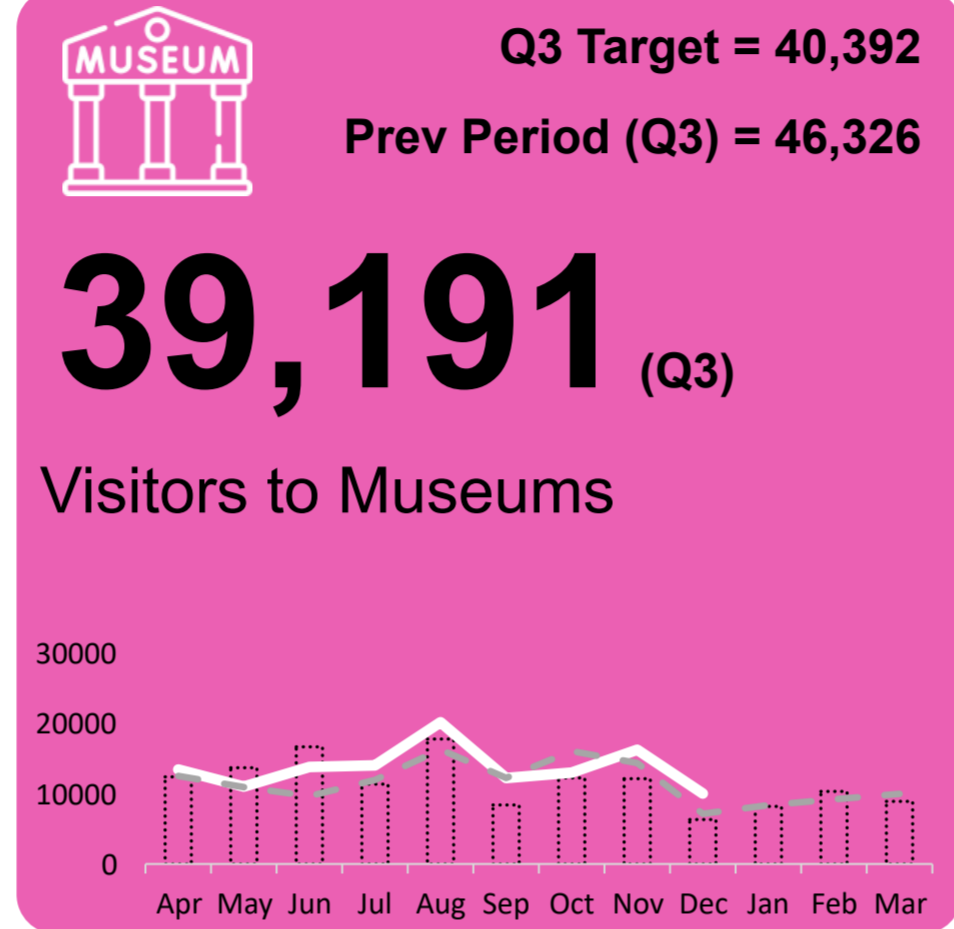 MUSEUM
Q3 Target = 40,392
Prev Period (Q3) = 46,326
39,191 (Q3)
Visitors to Museums
30000
20000
10000
0
Apr May Jun Jul Aug Sep Oct Nov Dec Jan Feb Mar